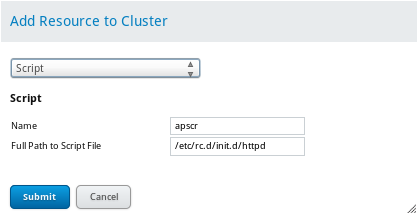 Add Resource to Cluster
Script
Script
Name
apscr
Full Path to Script File
/etc/rc.d/init.d/httpd
Submit
Cancel